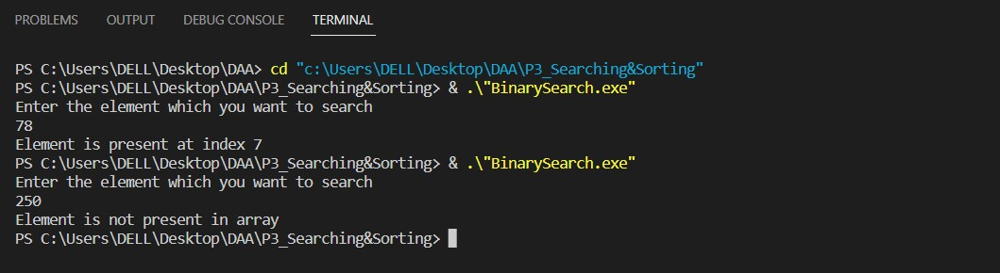 PROBLEMS OUTPUT DEBUG CONSOLE TERMINAL
PS C:\Users\DELL\Desktop\DAA> cd "c:\Users\DELL\Desktop\DAA\P3_Searching&Sorting"
PS C:\Users\DELL\Desktop\DAA\P3_Searching&Sorting> & .\"BinarySearch.exe"
Enter the element which you want to search
78
Element is present at index 7
PS C:\Users\DELL\Desktop\DAA\P3_Searching&Sorting> & .\"BinarySearch.exe"
Enter the element which you want to search
250
Element is not present in array
PS C:\Users\DELL\Desktop\DAA\P3_Searching&Sorting>